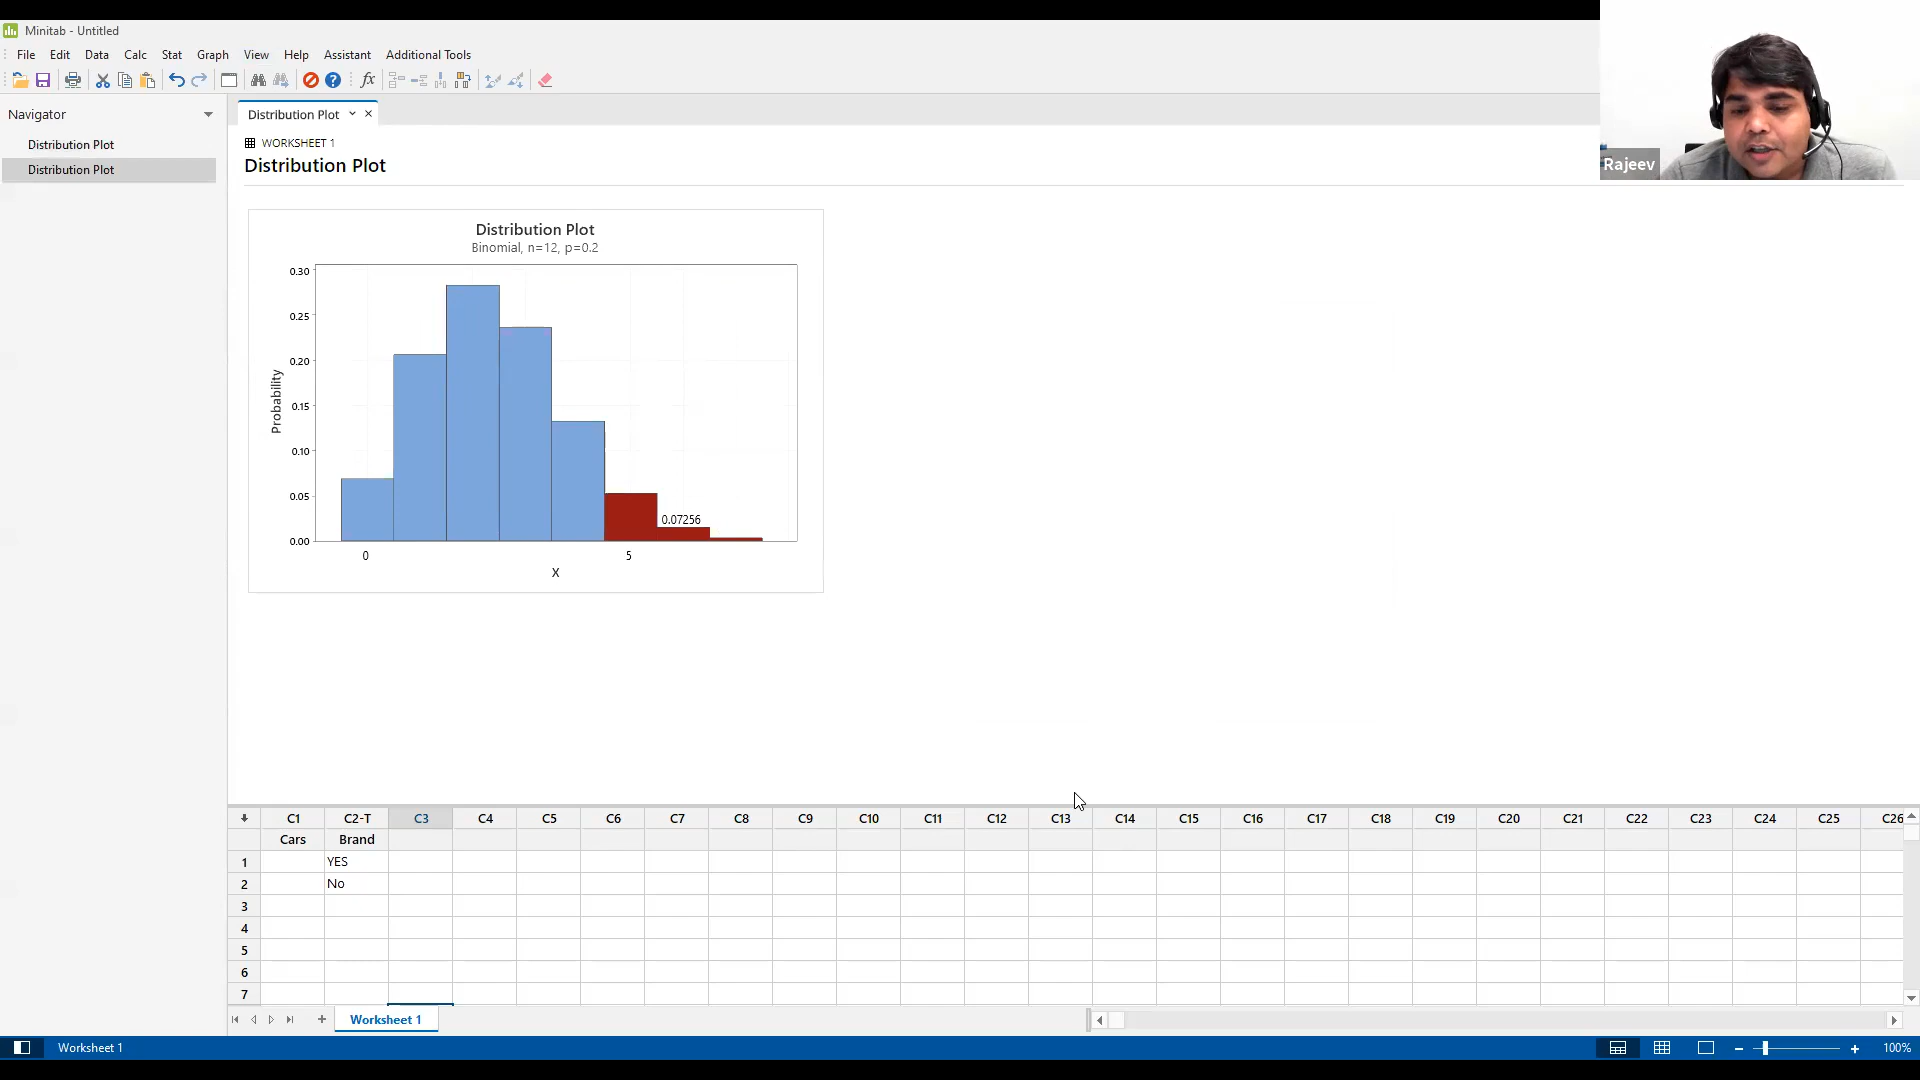 Minitab - Untitled
File Edit Data Calc Stat Graph View Help Assistant Additional Tools
Navigator
Distribution Plot
Distribution Plot
Distribution Plot
WORKSHEET 1
Distribution Plot
Rajeev
Distribution Plot
Binomial, n=12, p=0.2
0.30
0.25
0.20
0.15
0.10
0.05
0.00
Probability
0.07256
0 5
X
C1 C2-T C3 C4 C5 C6 C7 C8 C9 C10 C11 C12 C13 C14 C15 C16 C17 C18 C19 C20 C21 C22 C23 C24 C25 C26
Cars Brand
1 YES
2 No
3
4
5
6
7
Worksheet 1
Worksheet 1
100%